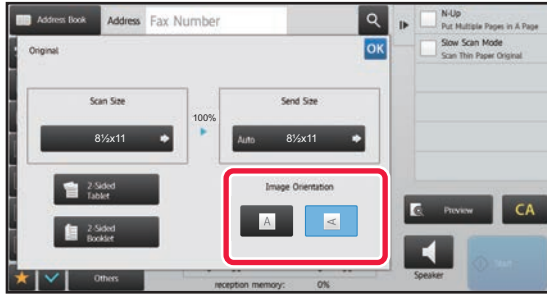 Address Book
Address
Fax Number
N-Up
Put Multiple Pages in A Page
Original
OK
Slow Scan Mode
Scan Thin Paper Original
Scan Size
Send Size
8½x11
100%
Auto 8½x11
2-Sided
Tablet
Image Orientation
A
A
2-Sided
Booklet
Preview
CA
Others
reception memory: 0%
Speaker
Start